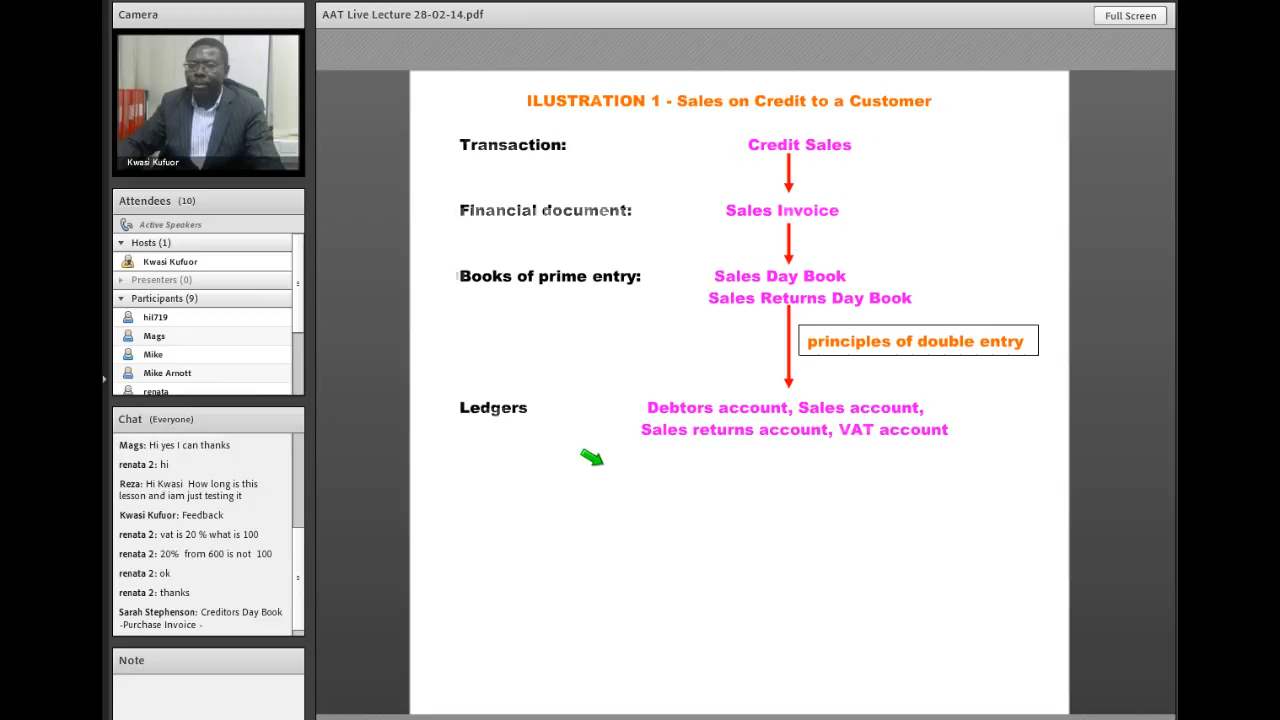 Camera
Kwasi Kufuor
Attendees (10)
Active Speakers
Hosts (1)
Kwasi Kufuor
Presenters (0)
Participants (9)
hil719
Mags
Mike
Mike Arnott
renata
Chat (Everyone)
Mags: Hi yes I can thanks
renata 2: hi
Reza: Hi Kwasi How long is this
lesson and iam just testing it
Kwasi Kufuor: Feedback
renata 2: vat is 20 % what is 100
renata 2: 20% from 600 is not 100
renata 2: ok
renata 2: thanks
Sarah Stephenson: Creditors Day Book
-Purchase Invoice -
Note
AAT Live Lecture 28-02-14.pdf
Full Screen
ILUSTRATION 1 - Sales on Credit to a Customer
Transaction: Credit Sales
Financial document: Sales Invoice
Books of prime entry: Sales Day Book
Sales Returns Day Book
principles of double entry
Ledgers Debtors account, Sales account,
Sales returns account, VAT account